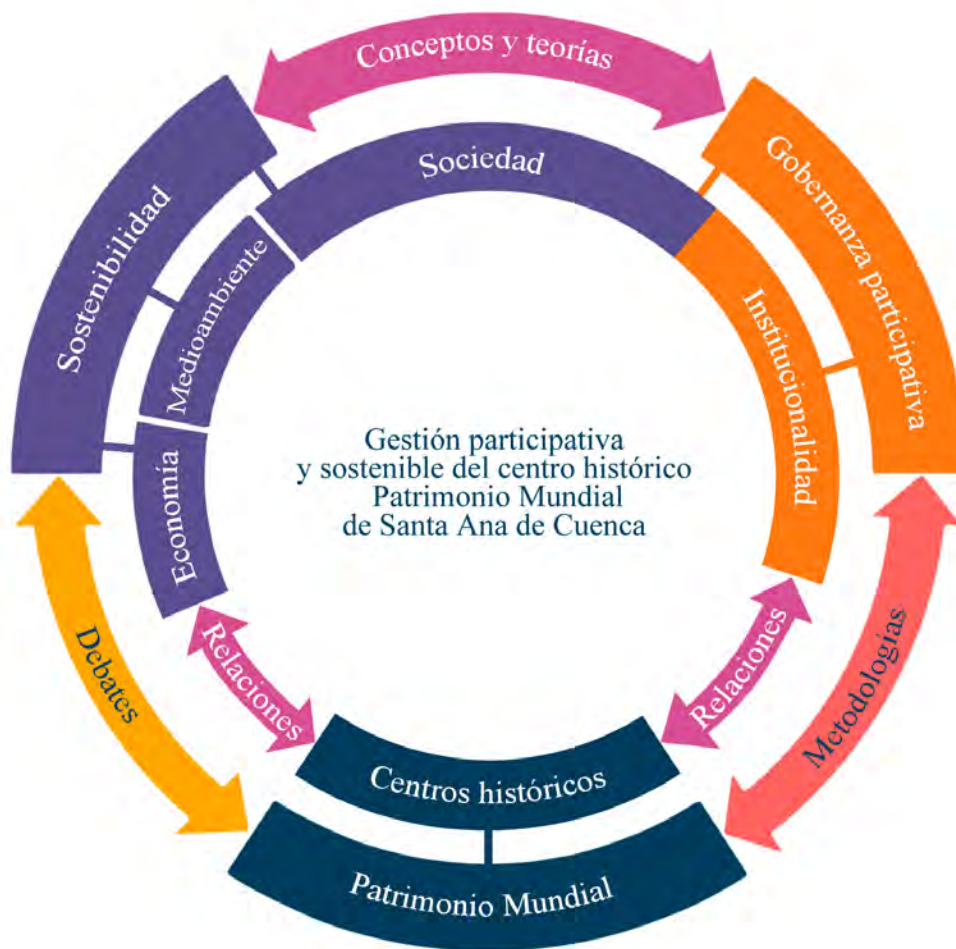 Conceptos y teorías
Sociedad
Sostenibilidad
Gobernanza participativa
Medioambiente
Institucionalidad
Economía
Gestión participativa
y sostenible del centro histórico
Patrimonio Mundial
de Santa Ana de Cuenca
Debates
Relaciones
Relaciones
Metodologías
Centros históricos
Patrimonio Mundial